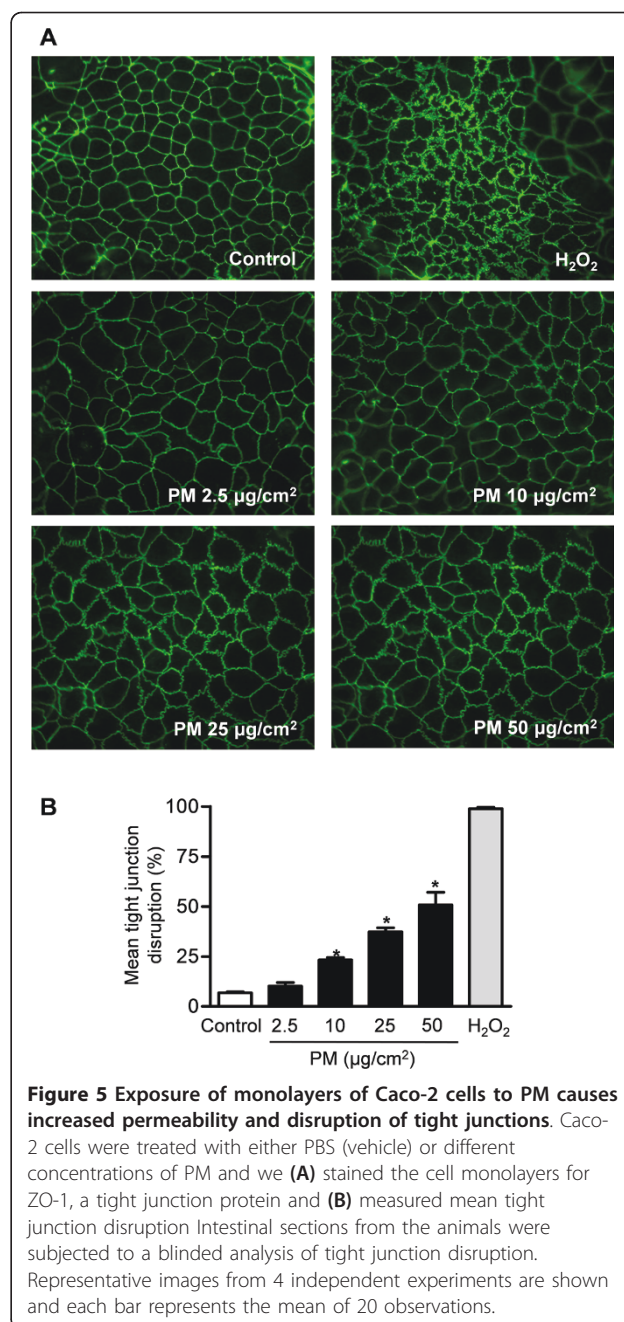 A
Control
H₂O₂
PM 2.5 µg/cm²
PM 10 µg/cm²
PM 25 µg/cm²
PM 50 µg/cm²
B
Mean tight junction
disruption (%)
100
75
50
25
0
* * *
Control 2.5 10 25 50 H₂O₂
PM (µg/cm²)
Figure 5 Exposure of monolayers of Caco-2 cells to PM causes
increased permeability and disruption of tight junctions. Caco-
2 cells were treated with either PBS (vehicle) or different
concentrations of PM and we (A) stained the cell monolayers for
ZO-1, a tight junction protein and (B) measured mean tight
junction disruption Intestinal sections from the animals were
subjected to a blinded analysis of tight junction disruption.
Representative images from 4 independent experiments are shown
and each bar represents the mean of 20 observations.